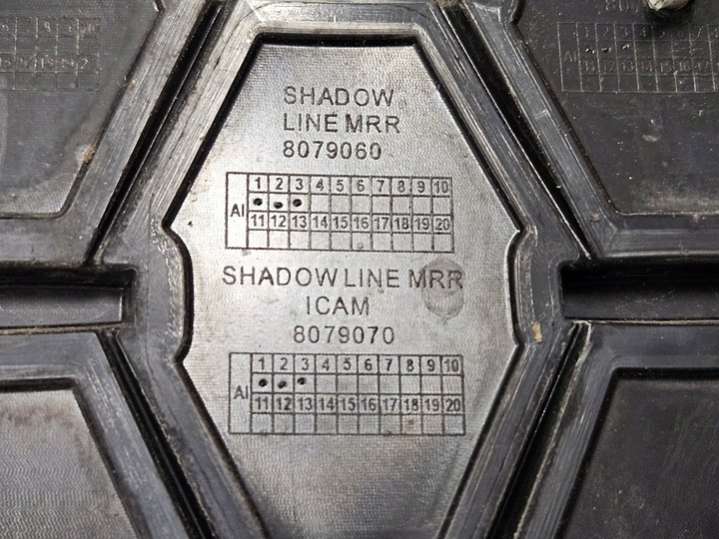 SHADOW
LINE MRR
8079060
AI
1 2 3 4 5 6 7 8 9 10
11 12 13 14 15 16 17 18 19 20
SHADOW LINE MRR
ICAM
8079070
AI
1 2 3 4 5 6 7 8 9 10
11 12 13 14 15 16 17 18 19 20
AI